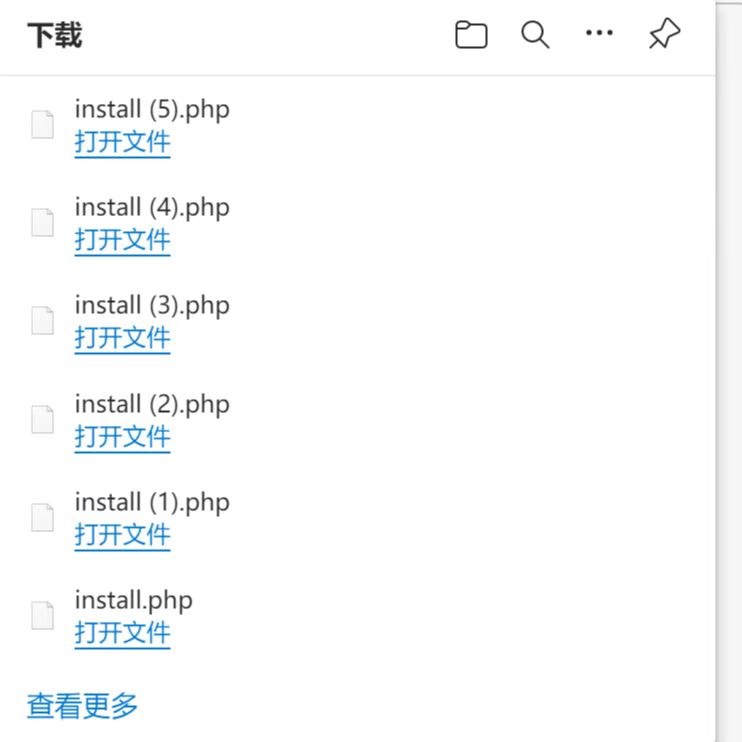 下载
install (5).php
打开文件
install (4).php
打开文件
install (3).php
打开文件
install (2).php
打开文件
install (1).php
打开文件
install.php
打开文件
查看更多